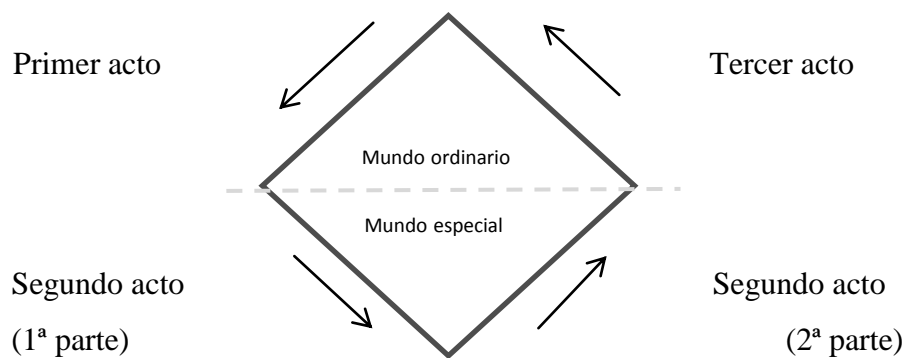 Primer acto
Tercer acto
Mundo ordinario
Mundo especial
Segundo acto
(1ª parte)
Segundo acto
(2ª parte)